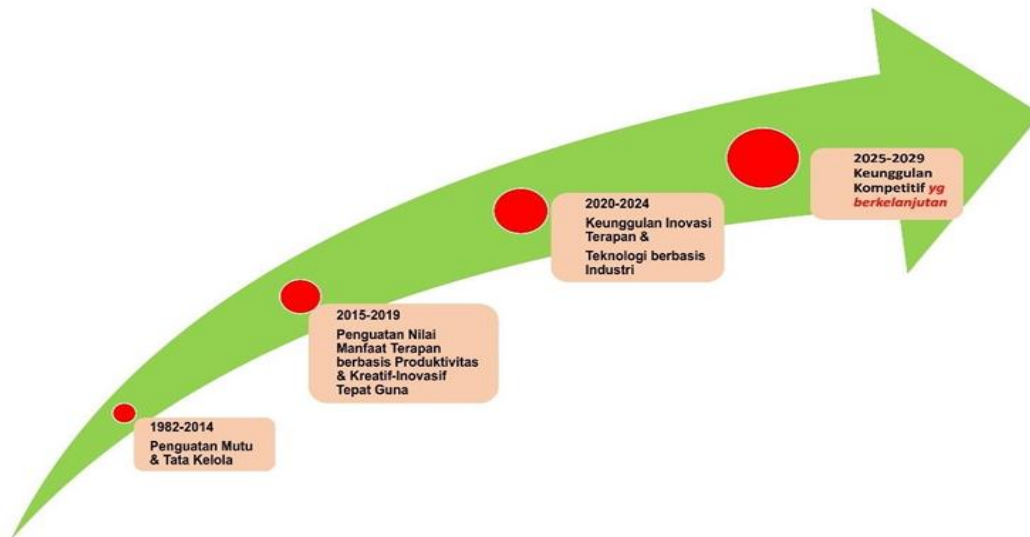 1982-2014
Penguatan Mutu
& Tata Kelola
2015-2019
Penguatan Nilai
Manfaat Terapan
berbasis Produktivitas
& Kreatif-Inovasif
Tepat Guna
2020-2024
Keunggulan Inovasi
Terapan &
Teknologi berbasis
Industri
2025-2029
Keunggulan
Kompetitif yg
berkelanjutan